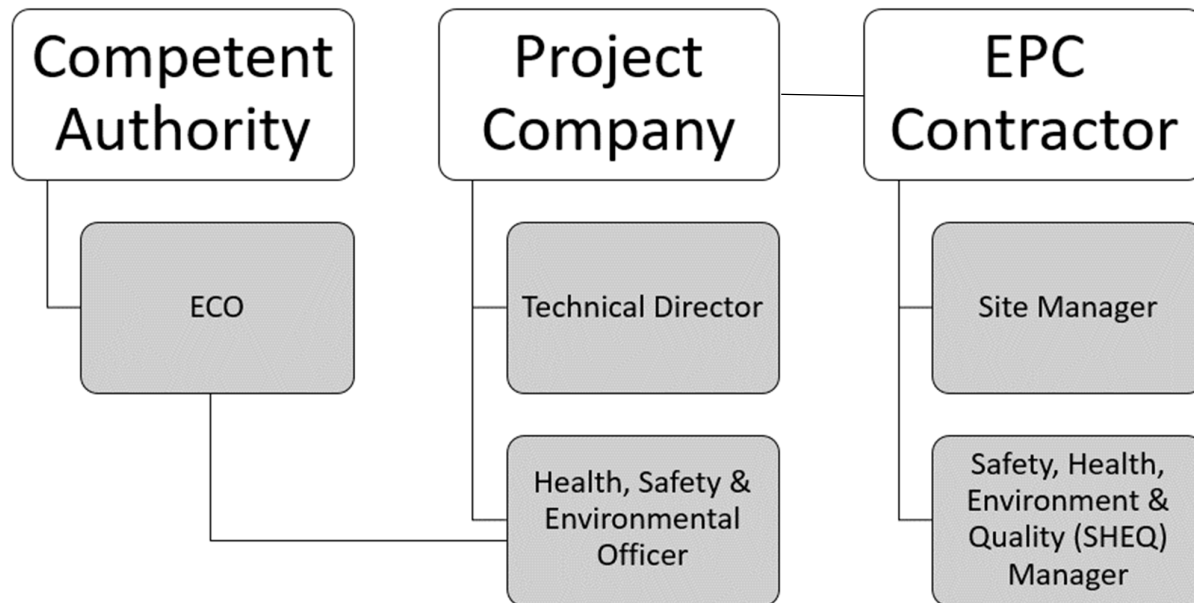 Competent
Authority
Project
Company
EPC
Contractor
ECO
Technical Director
Site Manager
Health, Safety &
Environmental
Officer
Safety, Health,
Environment &
Quality (SHEQ)
Manager